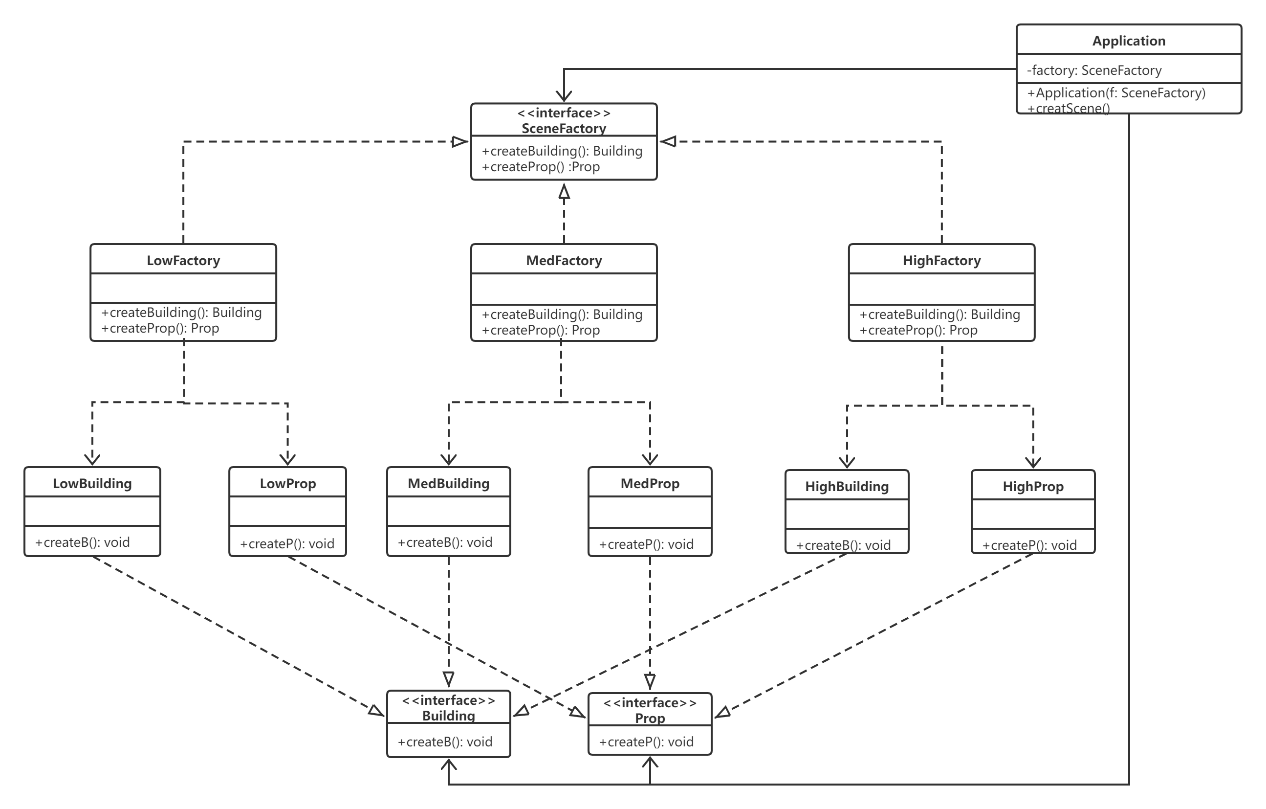 Application
-factory: SceneFactory
+Application(f: SceneFactory)
+creatScene()
<<interface>>
SceneFactory
+createBuilding(): Building
+createProp() :Prop
LowFactory
+createBuilding(): Building
+createProp(): Prop
MedFactory
+createBuilding(): Building
+createProp(): Prop
HighFactory
+createBuilding(): Building
+createProp(): Prop
LowBuilding
+createB(): void
LowProp
+createP(): void
MedBuilding
+createB(): void
MedProp
+createP(): void
HighBuilding
+createB(): void
HighProp
+createP(): void
<<interface>>
Building
+createB(): void
<<interface>>
Prop
+createP(): void